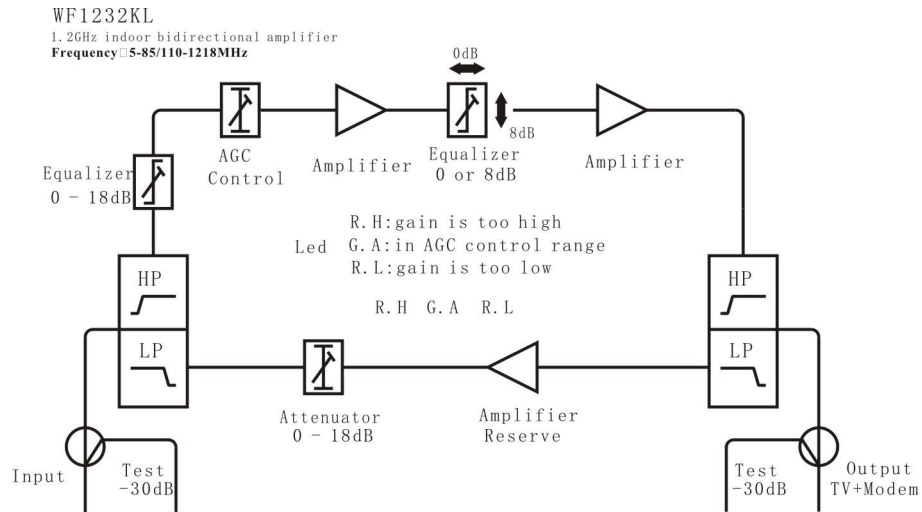 WF1232KL
1.2GHz indoor bidirectional amplifier
Frequency□5-85/110-1218MHz
0dB
8dB
AGC
Control
Amplifier
Equalizer
0 or 8dB
Amplifier
Equalizer
0 - 18dB
R.H:gain is too high
Led G.A:in AGC control range
R.L:gain is too low
R.H G.A R.L
HP
LP
HP
LP
Attenuator
0 - 18dB
Amplifier
Reserve
Input
Test
-30dB
Test
-30dB
Output
TV+Modem